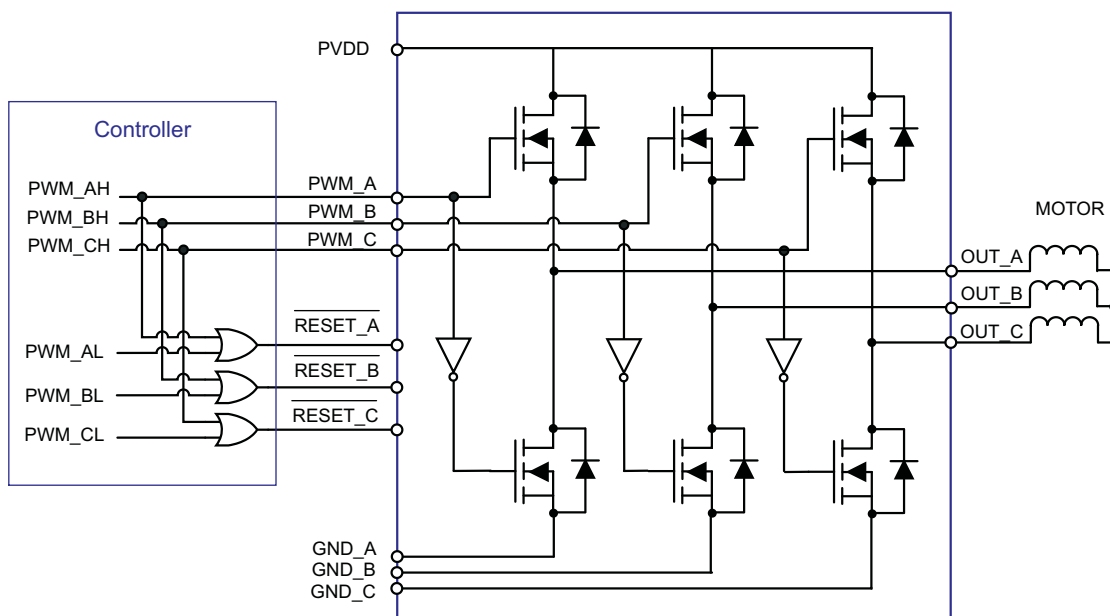 PVDD
Controller
PWM_AH
PWM_A
PWM_BH
PWM_B
MOTOR
PWM_CH
PWM_C
OUT_A
OUT_B
RESET_A
OUT_C
PWM_AL
RESET_B
PWM_BL
RESET_C
PWM_CL
GND_A
GND_B
GND_C